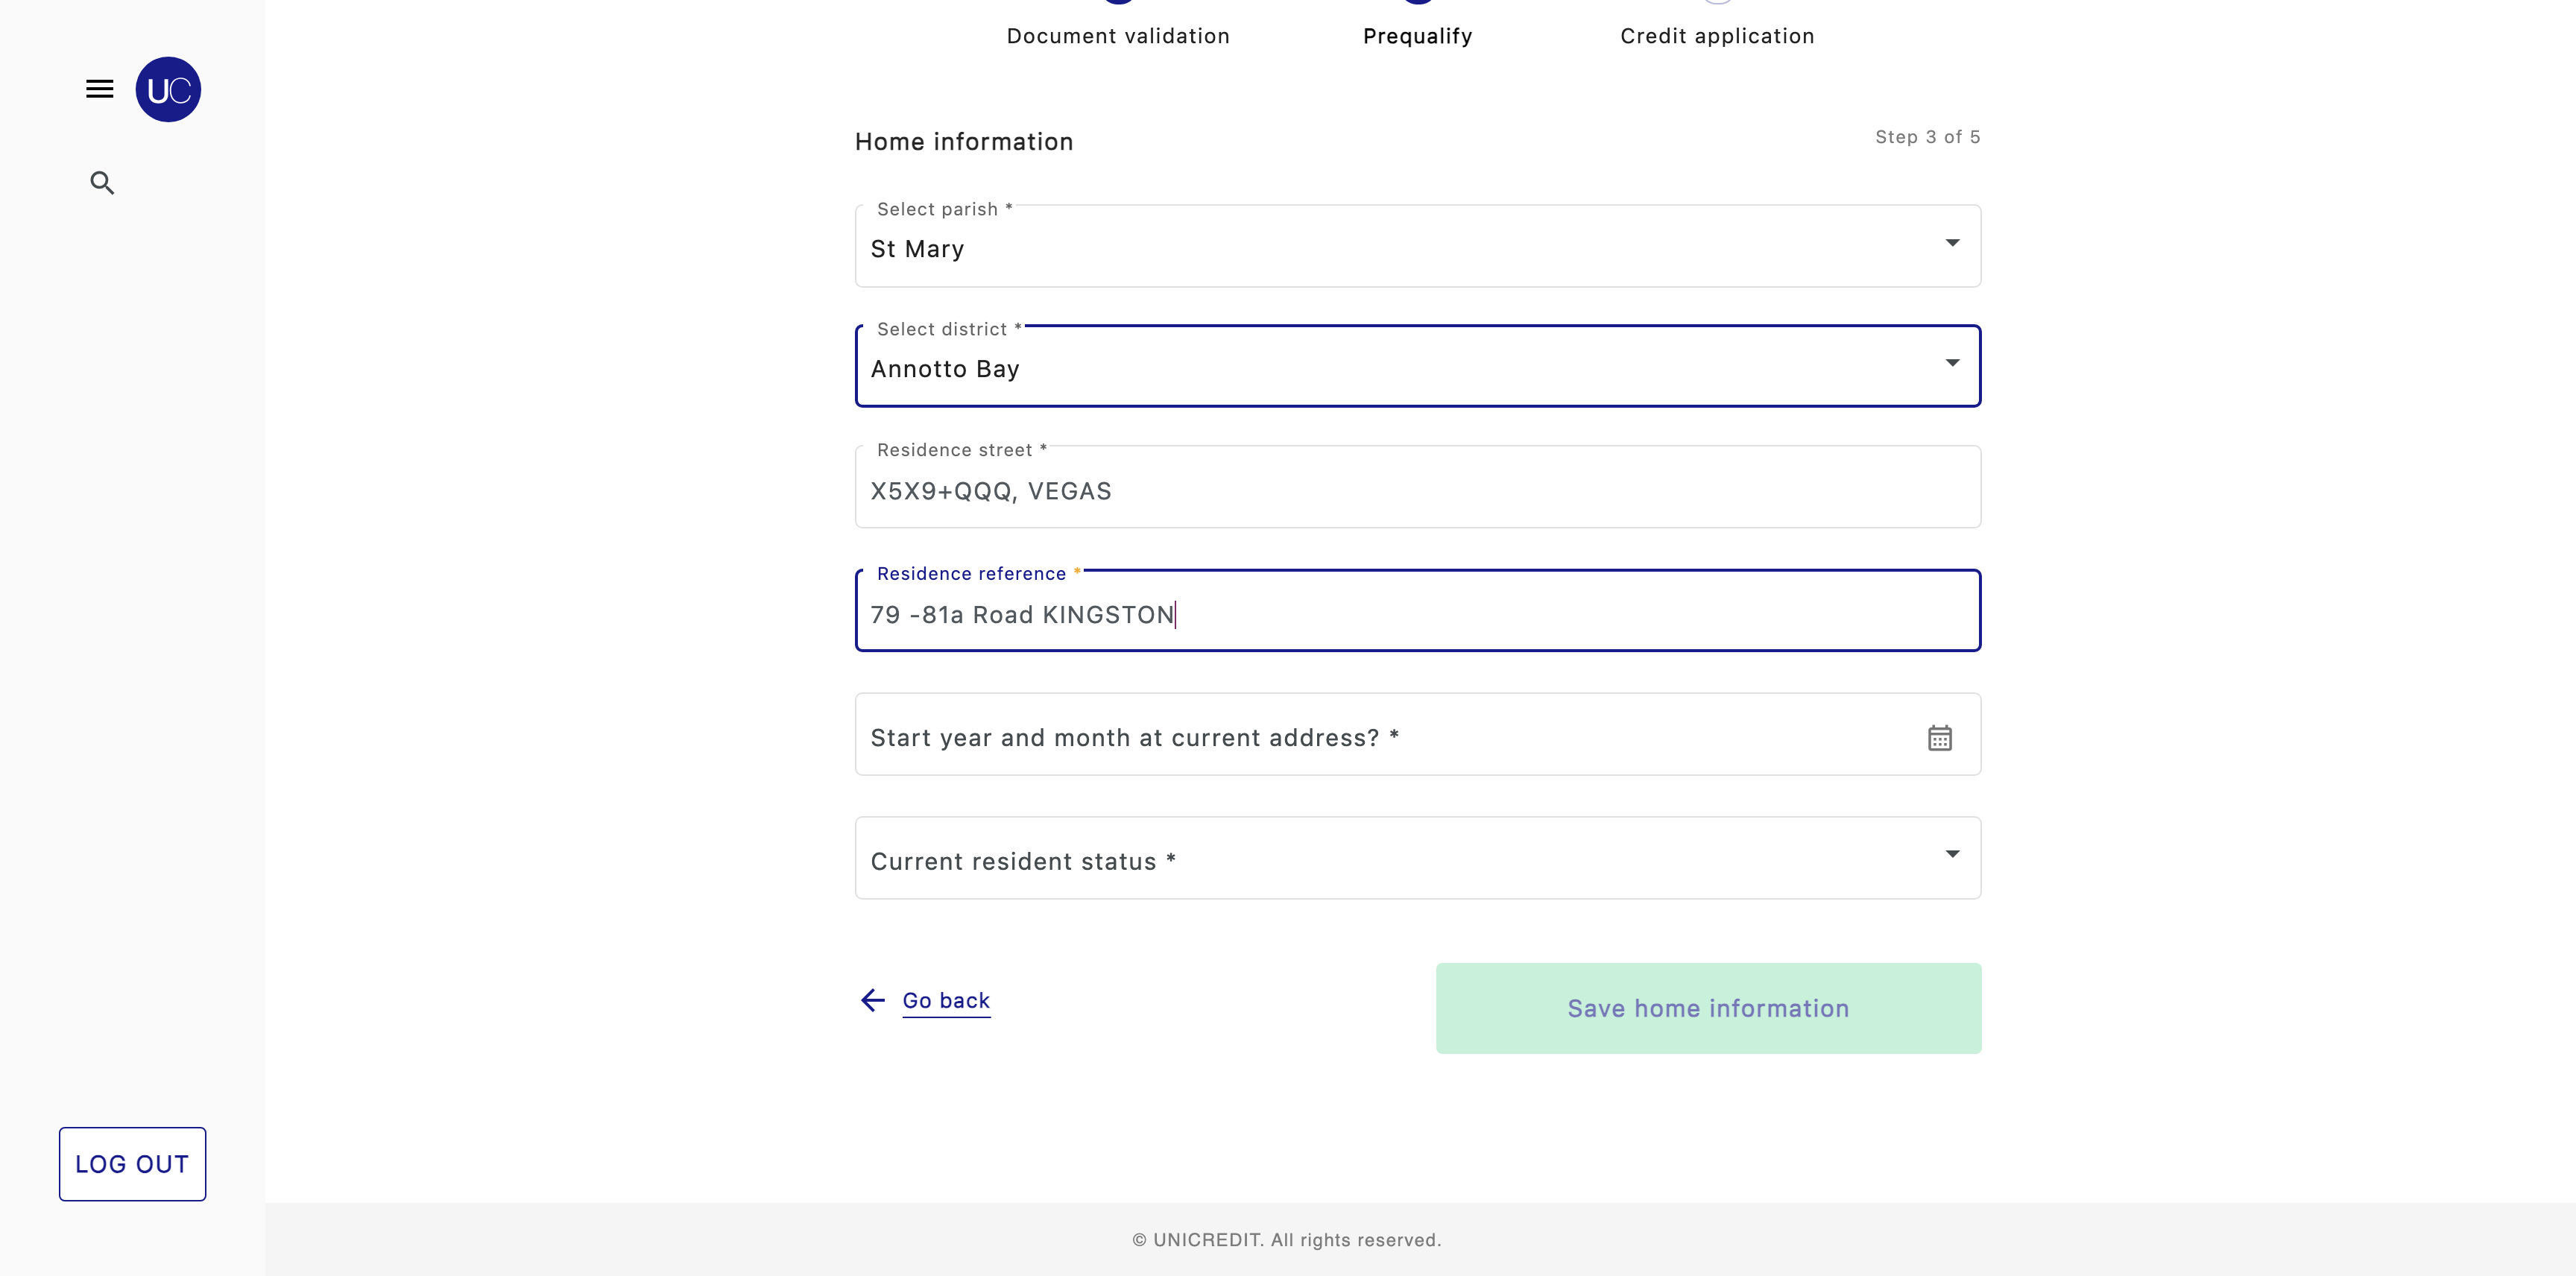 Document validation
Prequalify
Credit application
UC
Home information
Step 3 of 5
Select parish *
St Mary
Select district *
Annotto Bay
Residence street *
X5X9+QQQ, VEGAS
Residence reference *
79 -81a Road KINGSTON
Start year and month at current address? *
Current resident status *
Go back
Save home information
LOG OUT
© UNICREDIT. All rights reserved.